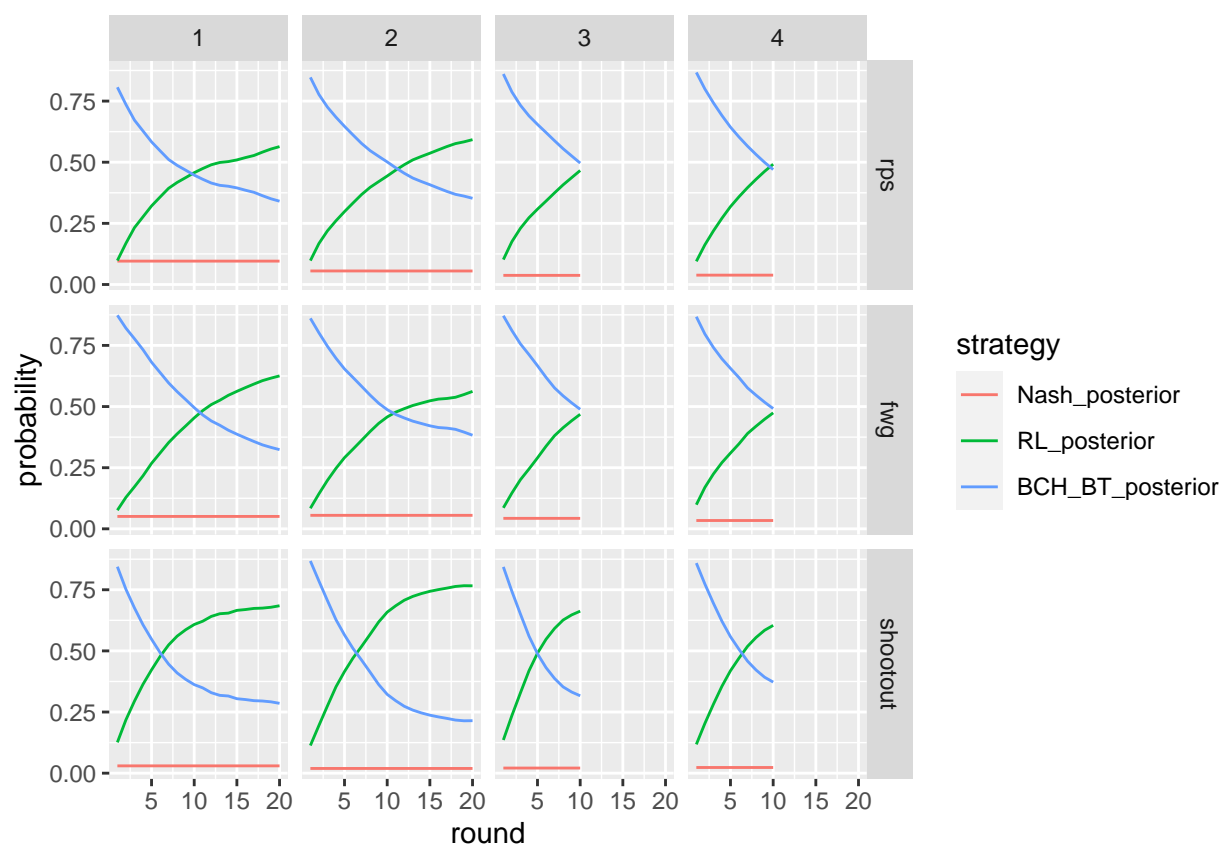 1 2 3 4
0.75
0.50
0.25
0.00
rps
0.75
0.50
0.25
0.00
fwg
0.75
0.50
0.25
0.00
shootout
5 10 15 20 5 10 15 20 5 10 15 20 5 10 15 20
round
probability
strategy
Nash_posterior
RL_posterior
BCH_BT_posterior